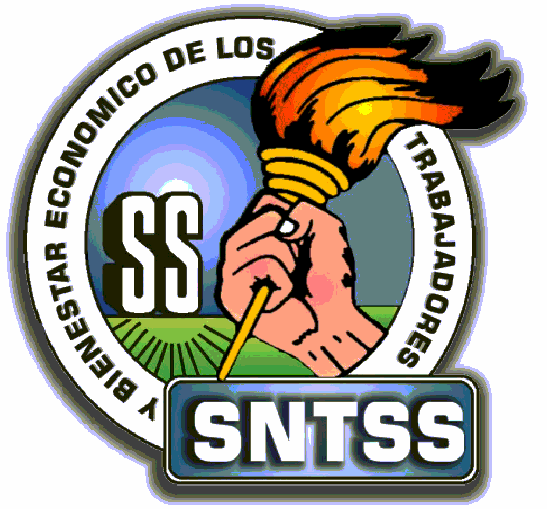 Y BIENESTAR ECONOMICO DE LOS TRABAJADORES
SS
SNTSS